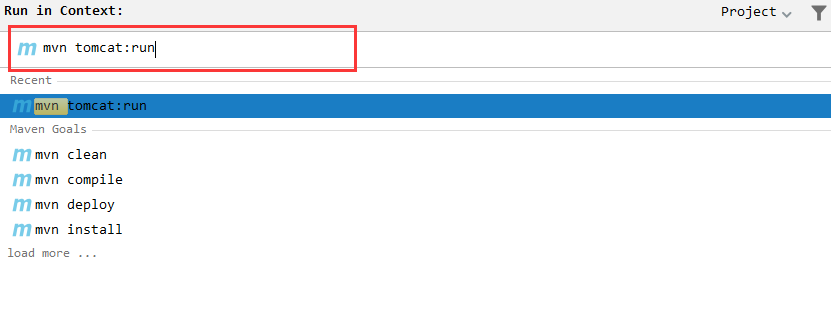 Run in Context: Project
m mvn tomcat:run
Recent
m mvn tomcat:run
Maven Goals
m mvn clean
m mvn compile
m mvn deploy
m mvn install
load more ...